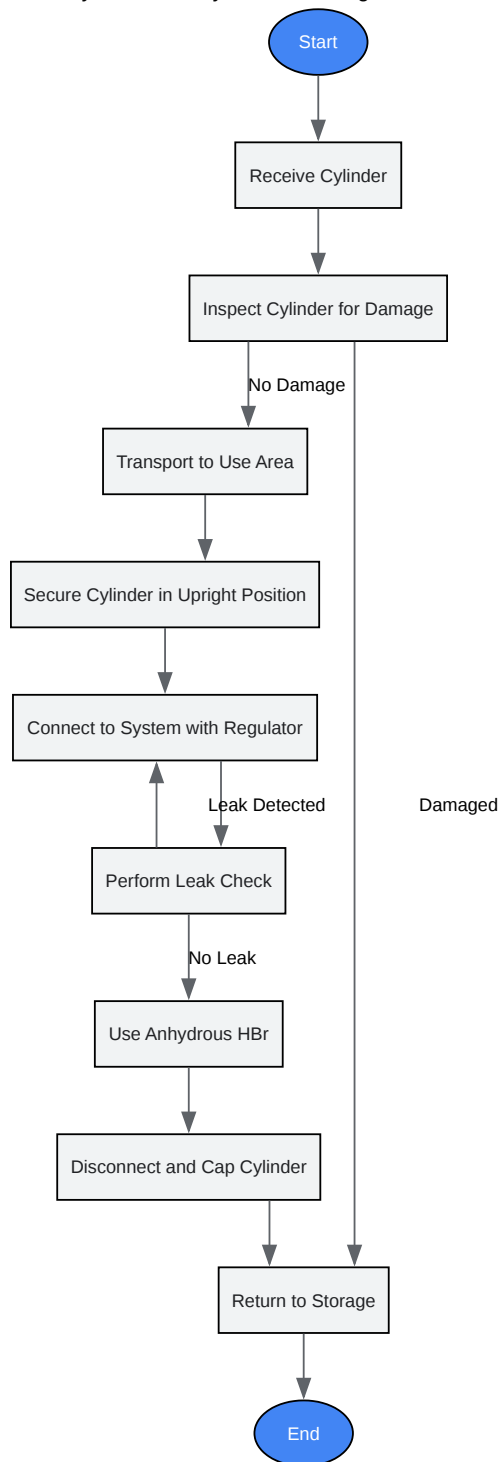 Start
Receive Cylinder
Inspect Cylinder for Damage
No Damage
Transport to Use Area
Secure Cylinder in Upright Position
Connect to System with Regulator
Leak Detected
Damaged
Perform Leak Check
No Leak
Use Anhydrous HBr
Disconnect and Cap Cylinder
Return to Storage
End